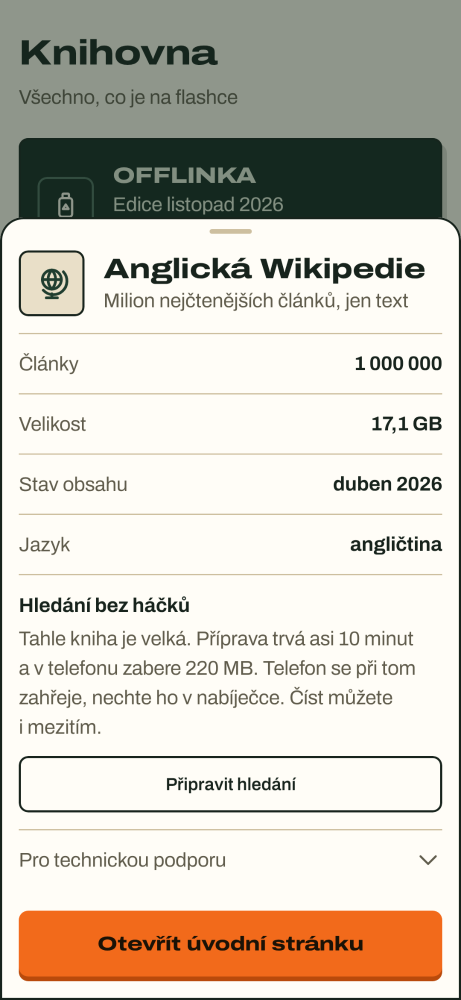 Knihovna
Všechno, co je na flashce
OFFLINKA
Edice listopad 2026
Anglická Wikipedie
Milion nejčtenějších článků, jen text
Články
1 000 000
Velikost
17,1 GB
Stav obsahu
duben 2026
Jazyk
angličtina
Hledání bez háčků
Tahle kniha je velká. Příprava trvá asi 10 minut
a v telefonu zabere 220 MB. Telefon se při tom
zahřeje, nechte ho v nabíječce. Číst můžete
i mezitím.
Připravit hledání
Pro technickou podporu
Otevřít úvodní stránku